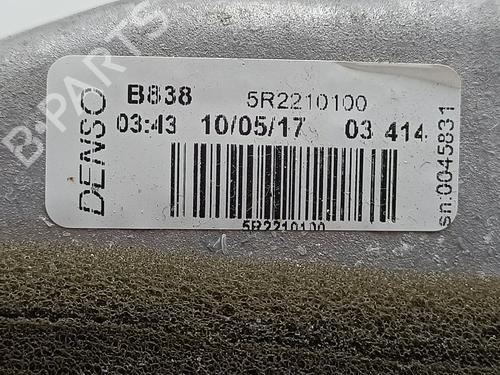 DENSO
B838 5R2210100
03:43 10/05/17 03 414
5R2210100
sn:0045831
B-PARTS